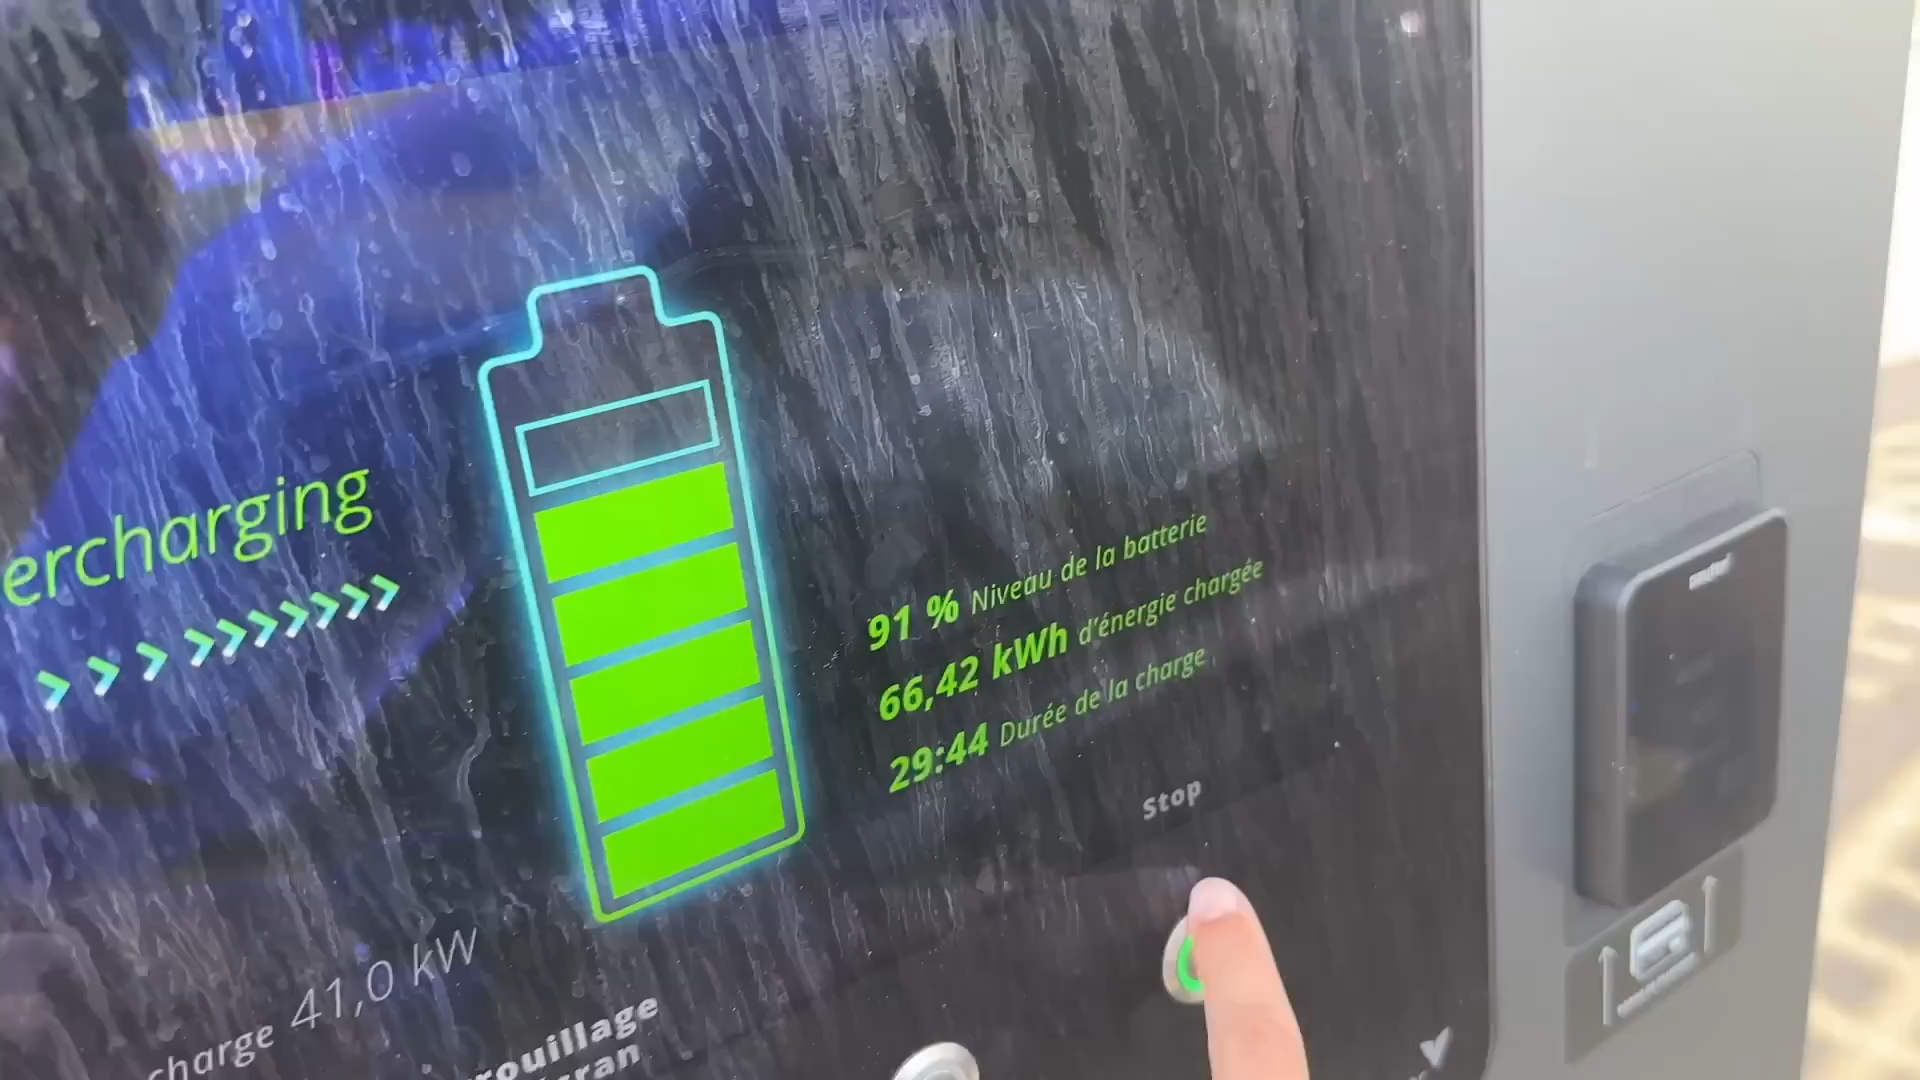 ercharging
91 % Niveau de la batterie
66,42 kWh d'énergie chargée
29:44 Durée de la charge
Stop
charge 41,0 kW
rouillage
cran